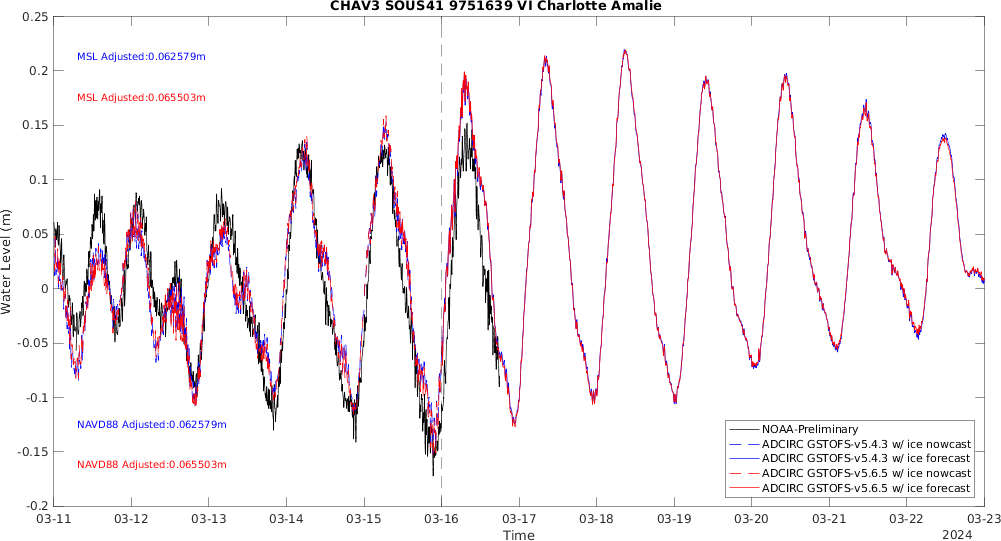 CHAV3 SOUS41 9751639 VI Charlotte Amalie
0.25
0.2
0.15
0.1
0.05
0
-0.05
-0.1
-0.15
-0.2
Water Level (m)
MSL Adjusted:0.062579m
MSL Adjusted:0.065503m
NAVD88 Adjusted:0.062579m
NAVD88 Adjusted:0.065503m
NOAA-Preliminary
ADCIRC GSTOFS-v5.4.3 w/ ice nowcast
ADCIRC GSTOFS-v5.4.3 w/ ice forecast
ADCIRC GSTOFS-v5.6.5 w/ ice nowcast
ADCIRC GSTOFS-v5.6.5 w/ ice forecast
03-11 03-12 03-13 03-14 03-15 03-16 03-17 03-18 03-19 03-20 03-21 03-22 03-23
Time
2024